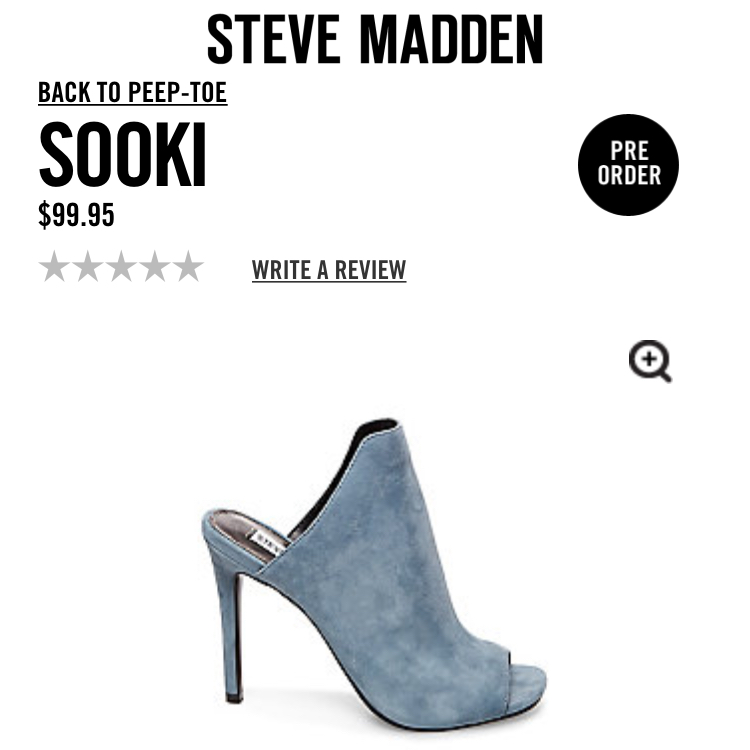 STEVE MADDEN
BACK TO PEEP-TOE
SOOKI
PRE
ORDER
$99.95
WRITE A REVIEW